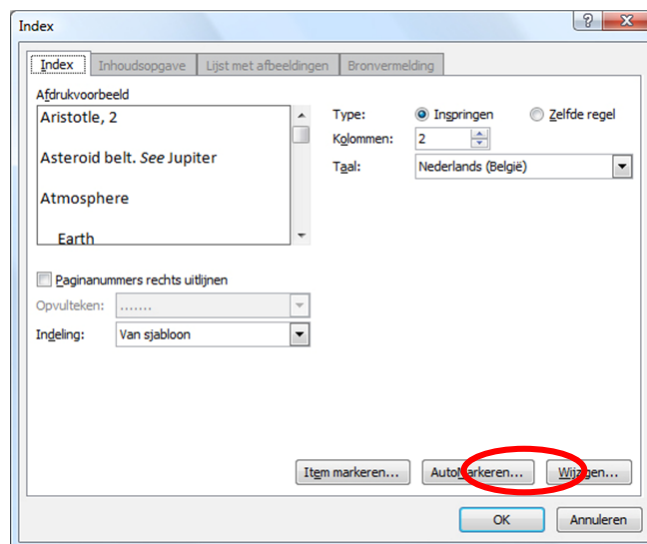 Index
Index Inhoudsopgave Lijst met afbeeldingen Bronvermelding
Afdrukvoorbeeld
Aristotle, 2
Asteroid belt. See Jupiter
Atmosphere
Earth
Type: Inspringen Zelfde regel
Kolommen: 2
Taal: Nederlands (België)
Paginanummers rechts uitlijnen
Opvulteken: .......
Indeling: Van sjabloon
Item markeren... AutoMarkeren... Wijzigen...
OK Annuleren